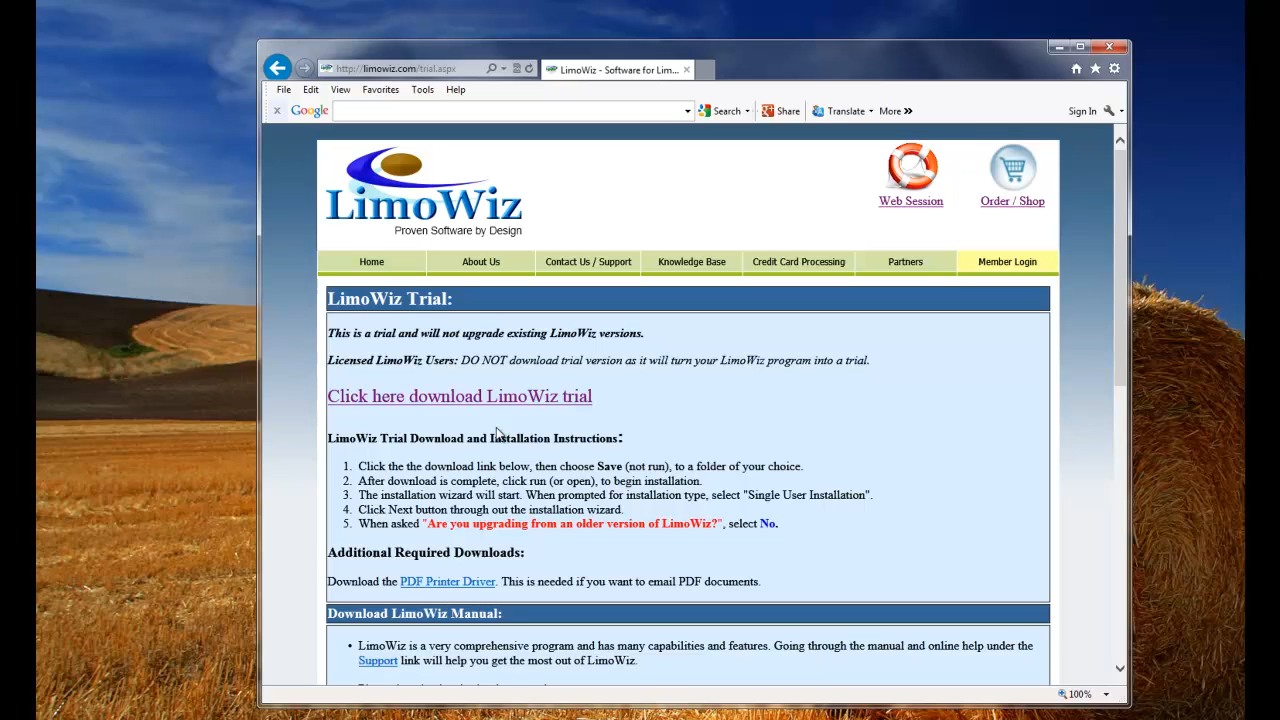 http://limowiz.com/trial.aspx
LimoWiz - Software for Lim...
File Edit View Favorites Tools Help
x Google Search Share Translate More » Sign In
LimoWiz
Proven Software by Design
Web Session Order / Shop
Home About Us Contact Us / Support Knowledge Base Credit Card Processing Partners Member Login
LimoWiz Trial:
This is a trial and will not upgrade existing LimoWiz versions.
Licensed LimoWiz Users: DO NOT download trial version as it will turn your LimoWiz program into a trial.
Click here download LimoWiz trial
LimoWiz Trial Download and Installation Instructions:
1. Click the the download link below, then choose Save (not run), to a folder of your choice.
2. After download is complete, click run (or open), to begin installation.
3. The installation wizard will start. When prompted for installation type, select "Single User Installation".
4. Click Next button through out the installation wizard.
5. When asked "Are you upgrading from an older version of LimoWiz?", select No.
Additional Required Downloads:
Download the PDF Printer Driver. This is needed if you want to email PDF documents.
Download LimoWiz Manual:
• LimoWiz is a very comprehensive program and has many capabilities and features. Going through the manual and online help under the
Support link will help you get the most out of LimoWiz.
100%